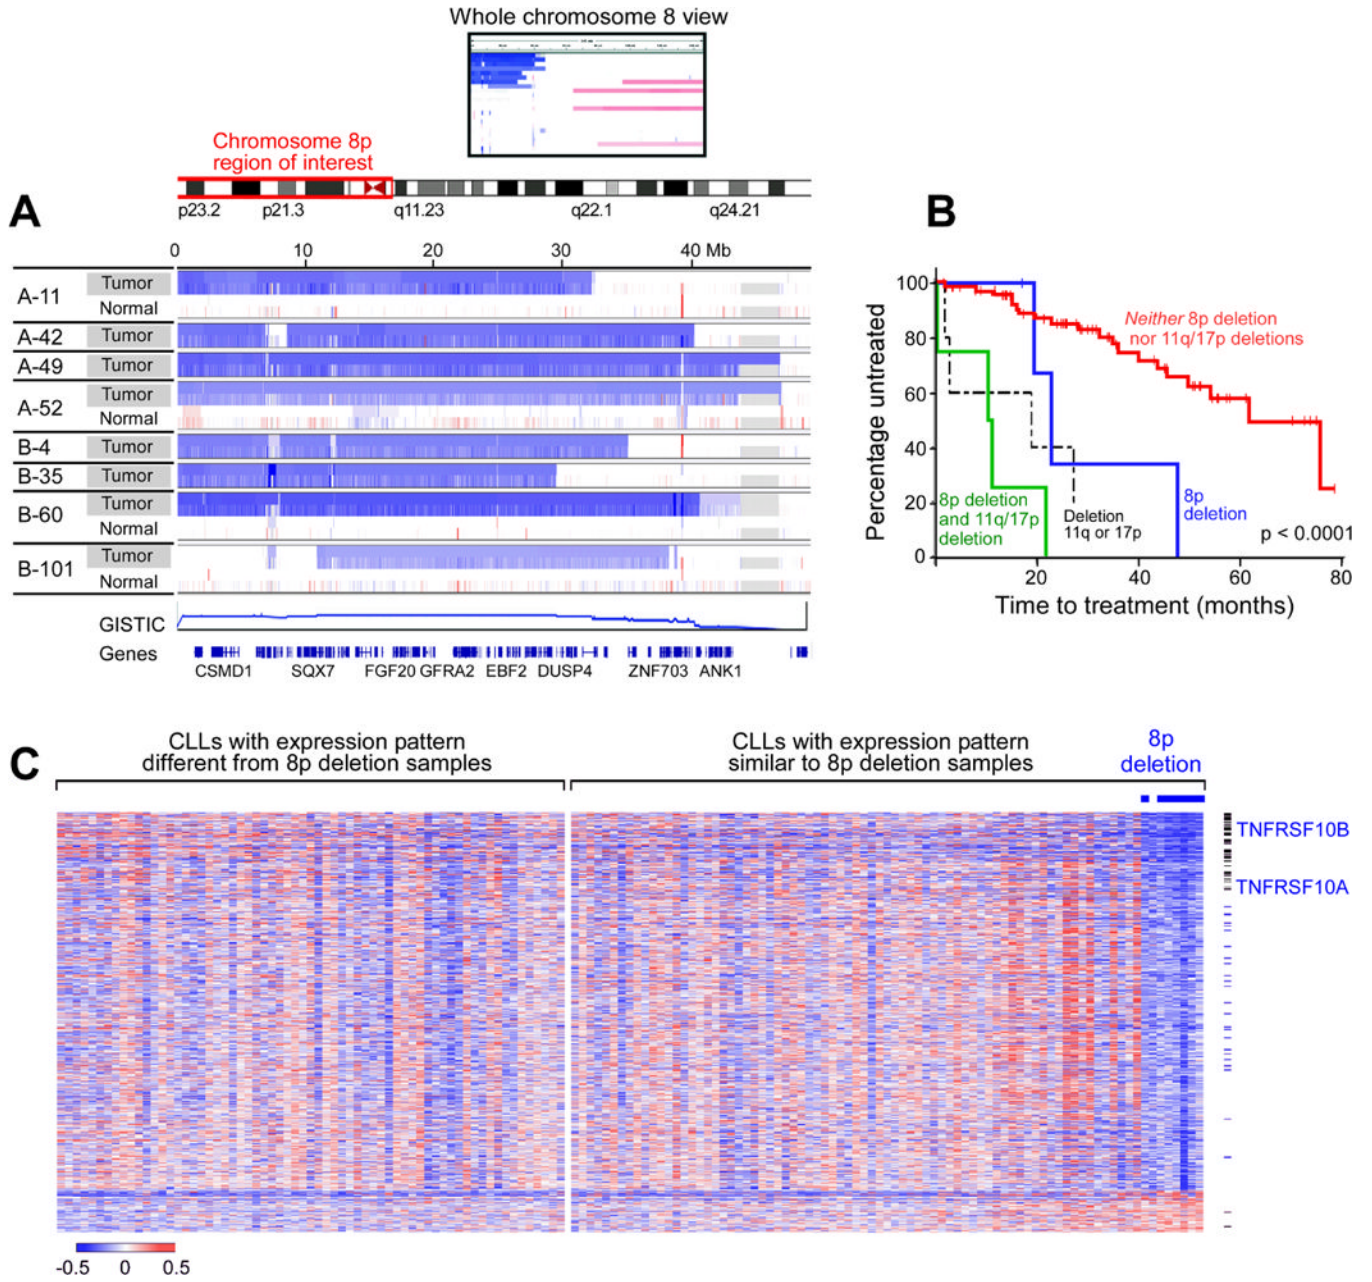 Whole chromosome 8 view
Chromosome 8p
region of interest
p23.2 p21.3 q11.23 q22.1 q24.21
A
0 10 20 30 40 Mb
A-11 Tumor
Normal
A-42 Tumor
A-49 Tumor
A-52 Tumor
Normal
B-4 Tumor
B-35 Tumor
B-60 Tumor
Normal
B-101 Tumor
Normal
GISTIC
Genes
CSMD1 SQX7 FGF20 GFRA2 EBF2 DUSP4 ZNF703 ANK1
B
Percentage untreated
100
80
60
40
20
0
20 40 60 80
Time to treatment (months)
Neither 8p deletion
nor 11q/17p deletions
8p deletion
and 11q/17p
deletion
Deletion
11q or 17p
8p
deletion
p < 0.0001
C
CLLs with expression pattern
different from 8p deletion samples
CLLs with expression pattern
similar to 8p deletion samples
8p
deletion
TNFRSF10B
TNFRSF10A
-0.5 0 0.5